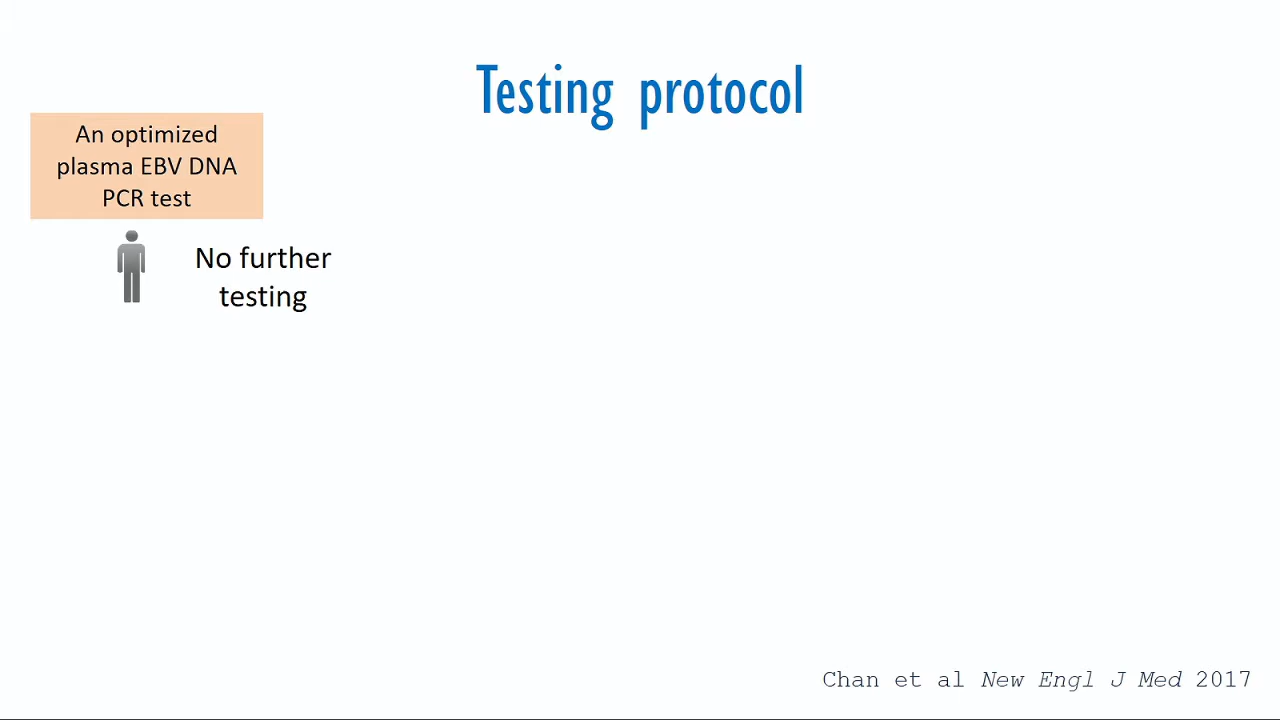 Testing protocol
An optimized
plasma EBV DNA
PCR test
No further
testing
Chan et al New Engl J Med 2017